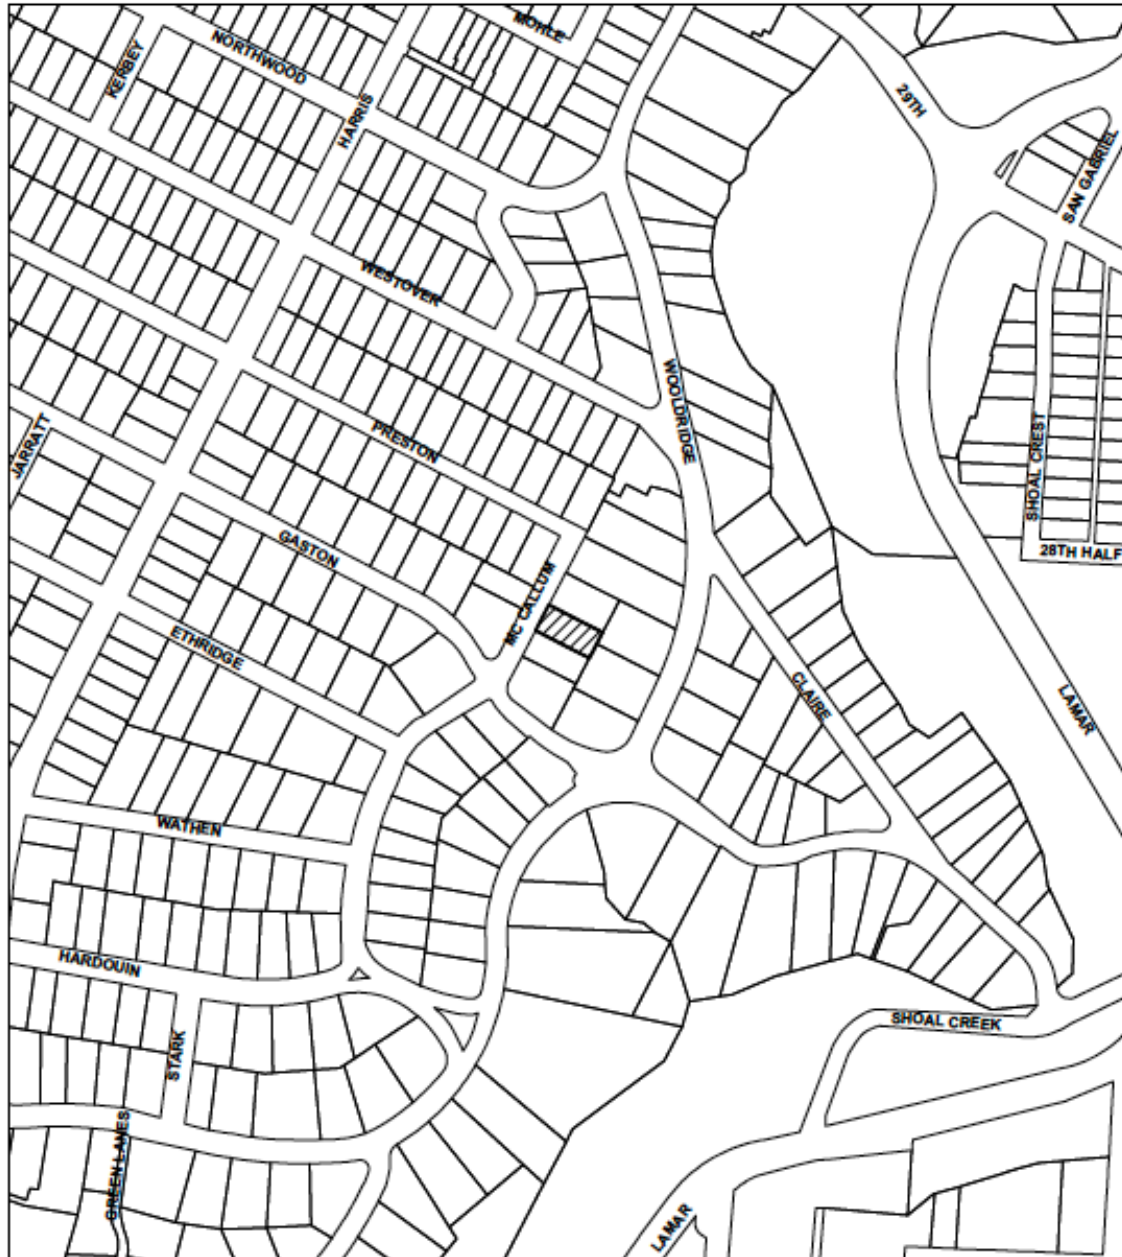 MOHLE
NORTHWOOD
KERBEY
29TH
HARRIS
SAN GABRIEL
WESTOVER
WOOLDRIDGE
PRESTON
JARRATT
SHOAL CREST
GASTON
28TH HALF
MC CALLUM
ETHRIDGE
CLAIRE
LAMAR
WATHEN
HARDOUIN
SHOAL CREEK
STARK
GREEN LANES
LAMAR